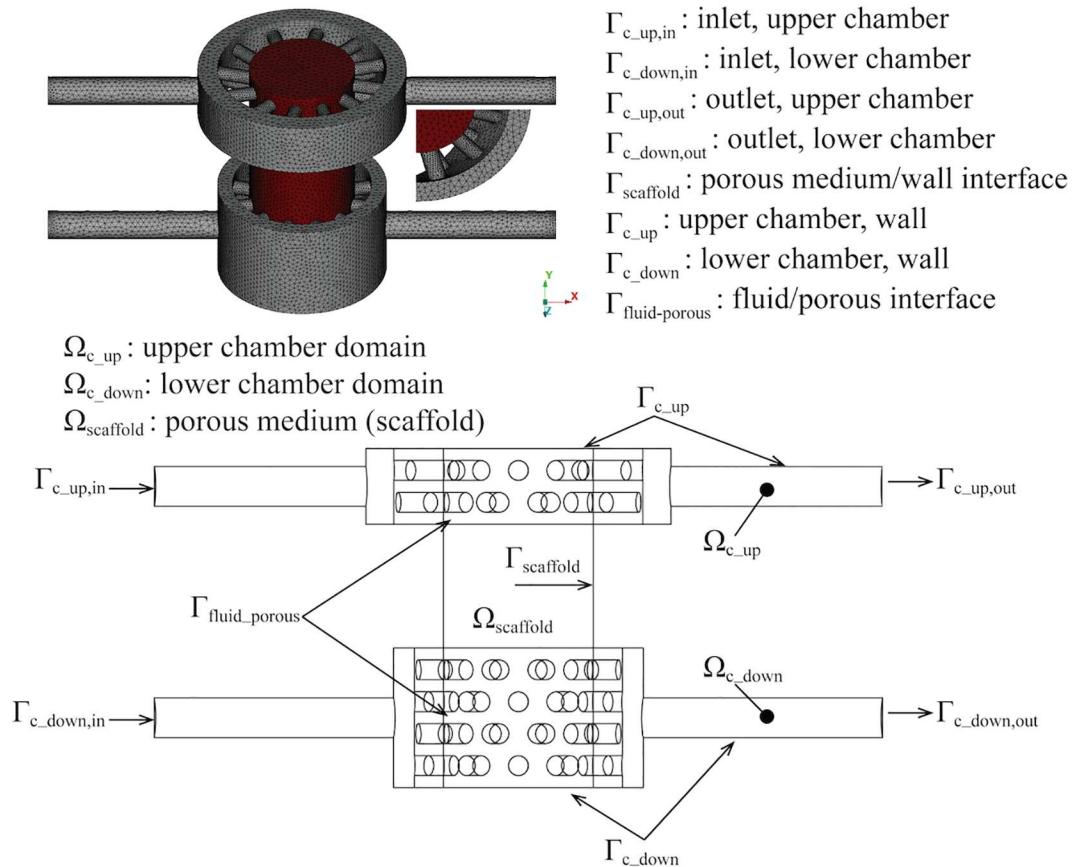 Γc_up,in : inlet, upper chamber
Γc_down,in : inlet, lower chamber
Γc_up,out : outlet, upper chamber
Γc_down,out : outlet, lower chamber
Γscaffold : porous medium/wall interface
Γc_up : upper chamber, wall
Γc_down : lower chamber, wall
Γfluid-porous : fluid/porous interface
Y
X
Z
Ωc_up : upper chamber domain
Ωc_down : lower chamber domain
Ωscaffold : porous medium (scaffold)
Γc_up
Γc_up,in
Γc_up,out
Ωc_up
Γscaffold
Γfluid_porous
Ωscaffold
Ωc_down
Γc_down,in
Γc_down,out
Γc_down